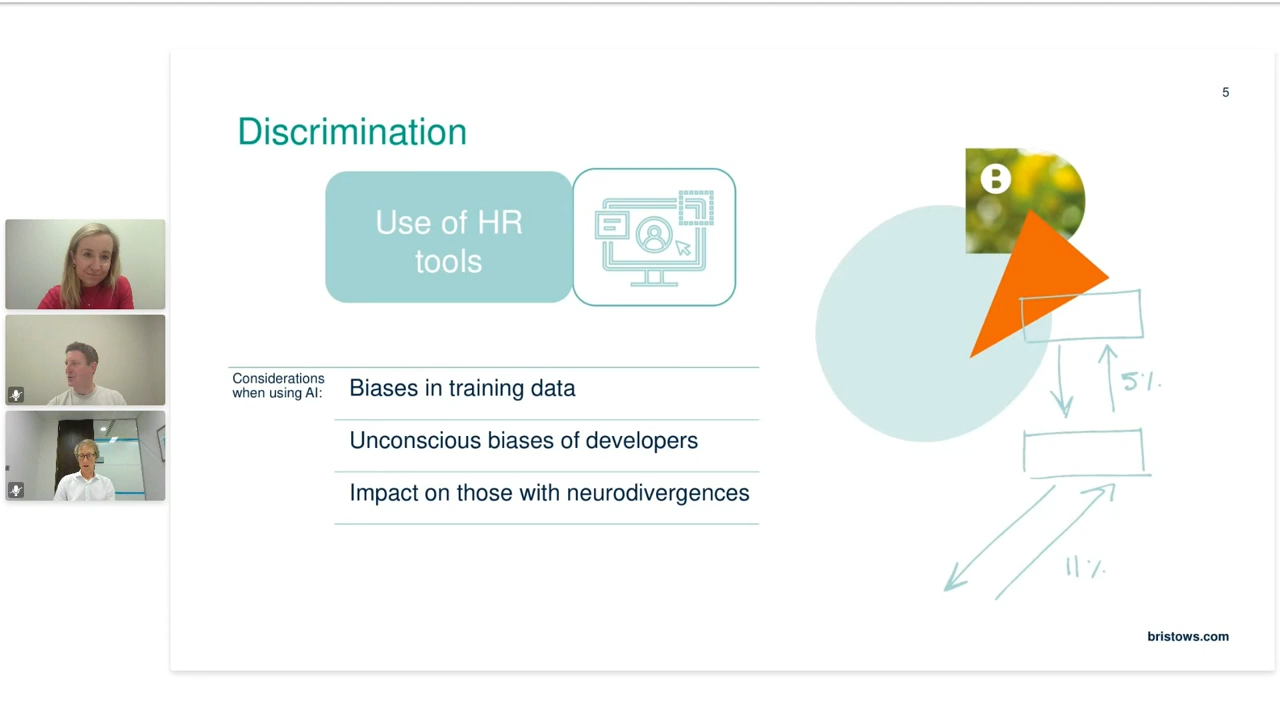 5
Discrimination
Use of HR
tools
Considerations
when using AI:
Biases in training data
Unconscious biases of developers
Impact on those with neurodivergences
5%
11%
bristows.com